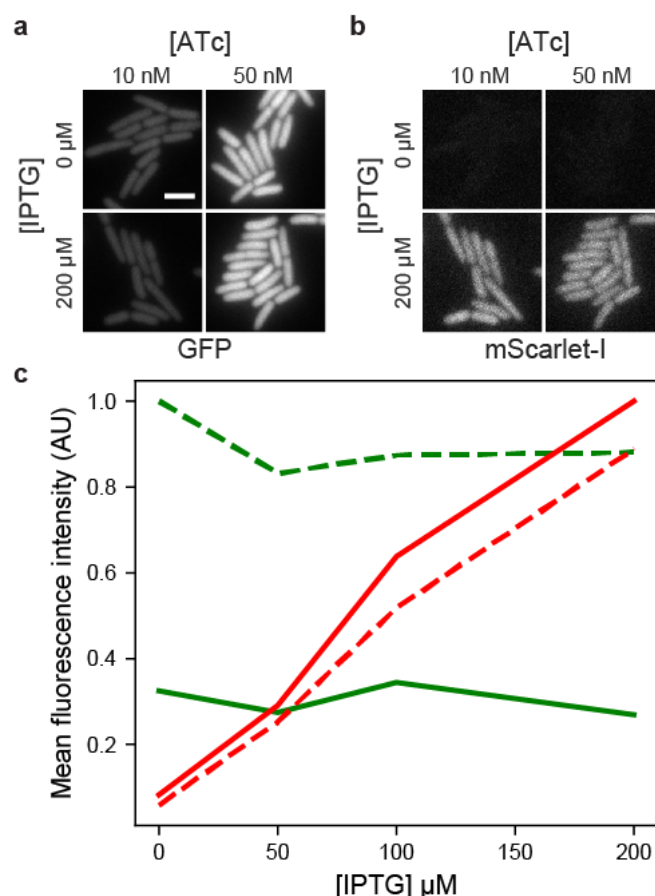 a
[ATc]
10 nM 50 nM
[IPTG]
0 µM
200 µM
GFP
b
[ATc]
10 nM 50 nM
[IPTG]
0 µM
200 µM
mScarlet-I
c
Mean fluorescence intensity (AU)
1.0
0.8
0.6
0.4
0.2
0 50 100 150 200
[IPTG] µM